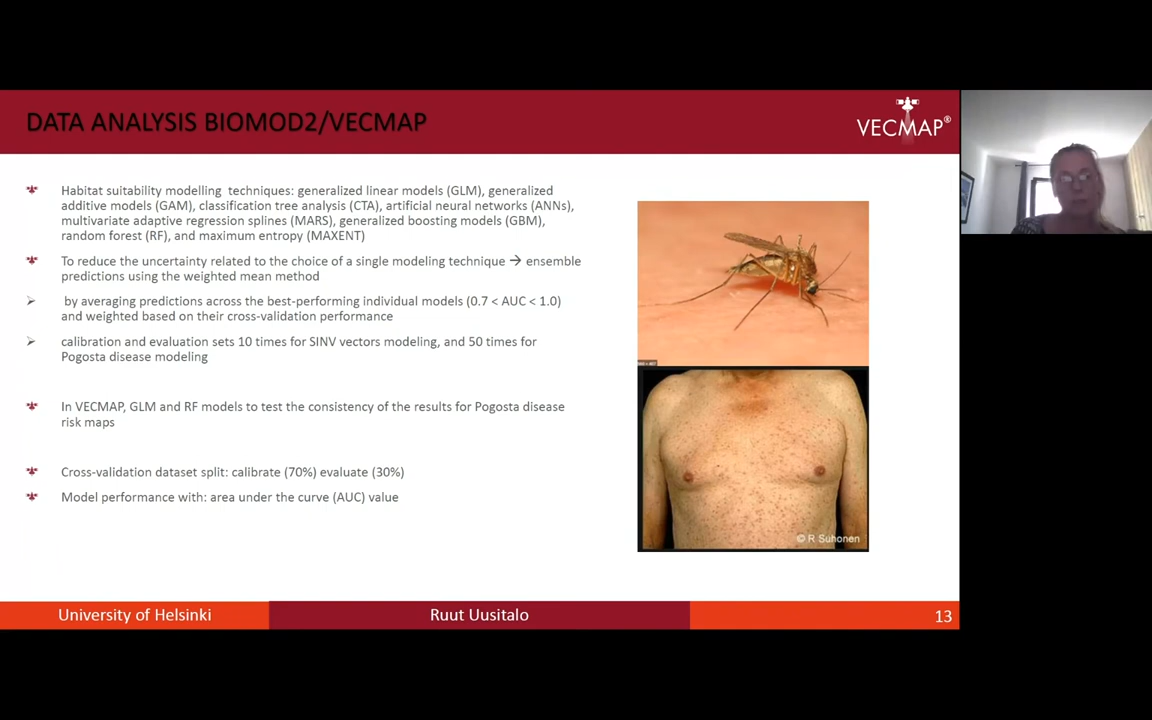 DATA ANALYSIS BIOMOD2/VECMAP
VECMAP®
Habitat suitability modelling techniques: generalized linear models (GLM), generalized
additive models (GAM), classification tree analysis (CTA), artificial neural networks (ANNs),
multivariate adaptive regression splines (MARS), generalized boosting models (GBM),
random forest (RF), and maximum entropy (MAXENT)
To reduce the uncertainty related to the choice of a single modeling technique → ensemble
predictions using the weighted mean method
by averaging predictions across the best-performing individual models (0.7 < AUC < 1.0)
and weighted based on their cross-validation performance
calibration and evaluation sets 10 times for SINV vectors modeling, and 50 times for
Pogosta disease modeling
In VECMAP, GLM and RF models to test the consistency of the results for Pogosta disease
risk maps
Cross-validation dataset split: calibrate (70%) evaluate (30%)
Model performance with: area under the curve (AUC) value
© R Suhonen
University of Helsinki
Ruut Uusitalo
13